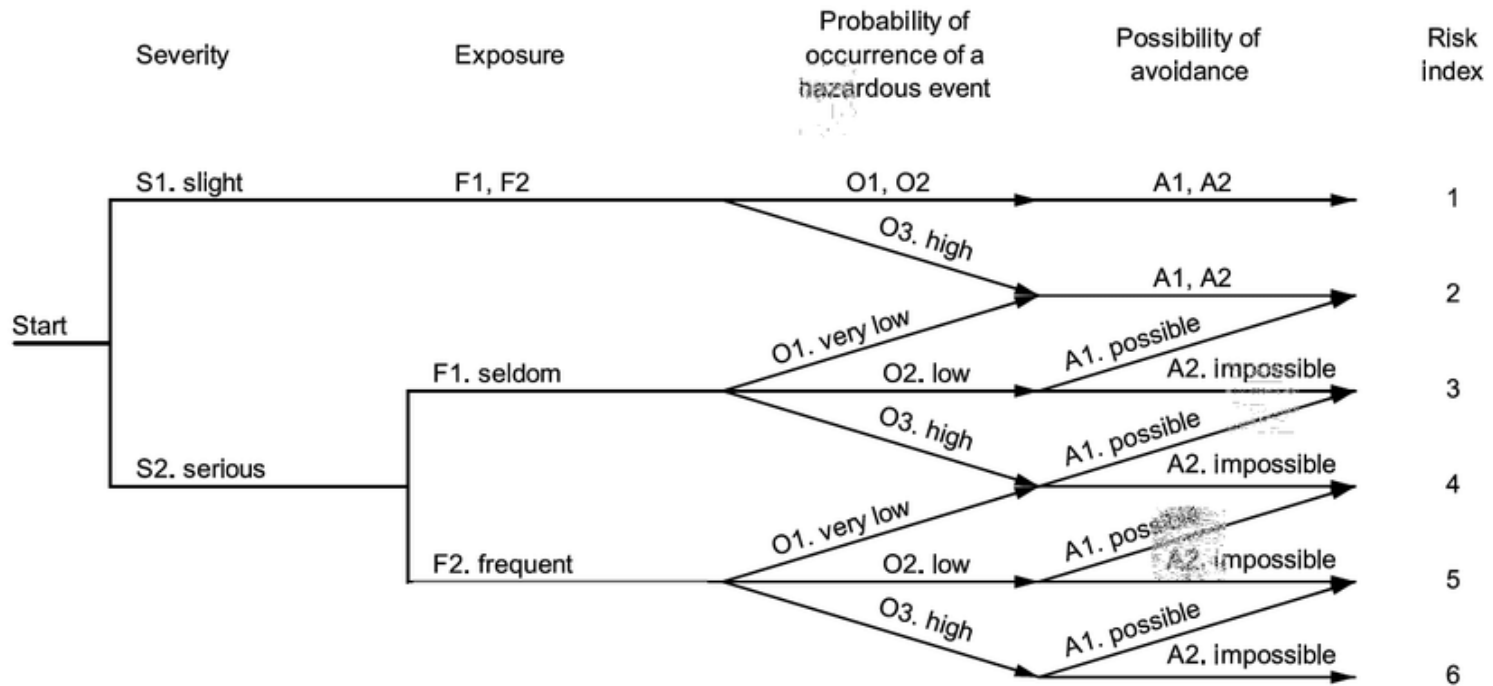 Severity
Exposure
Probability of
occurrence of a
hazardous event
Possibility of
avoidance
Risk
index
S1. slight
F1, F2
O1, O2
A1, A2
1
O3. high
A1, A2
2
Start
O1. very low
A1. possible
F1. seldom
O2. low
A2. impossible
3
O3. high
A1. possible
S2. serious
A2. impossible
4
O1. very low
A1. possible
F2. frequent
O2. low
A2. impossible
5
O3. high
A1. possible
A2. impossible
6